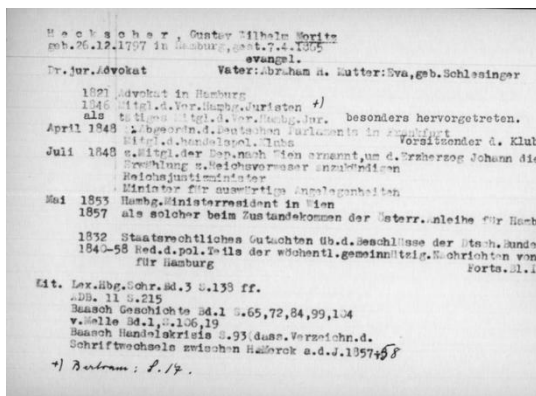 H e c k s c h e r , Gustav Wilhelm Moritz
geb.26.12.1797 in Hamburg,gest.7.4.1865
evangel.
Dr.jur.Advokat Vater:Abraham H. Mutter:Eva,geb.Schlesinger
1821 Advokat in Hamburg
1846 Mitgl.d.Ver.Hambg.Juristen +)
als tätiges Mitgl.d.Ver.Hambg.Jur. besonders hervorgetreten.
April 1848 z.Abgeordn.d.Deutschen Parlaments in Frankfurt
Mitgl.d.handelspol.Klubs Vorsitzender d. Klub
Juli 1848 z.Mitgl.der Dep.nach Wien ernannt,um d.Erzherzog Johann die
Erwählung z.Reichsverweser anzukündigen
Reichsjustizminister
Minister für auswärtige Angelegenheiten
Mai 1853 Hambg.Ministerresident in Wien
1857 als solcher beim Zustandekommen der Österr.Anleihe für Hamb
1832 Staatsrechtliches Gutachten üb.d.Beschlüsse der Dtsch.Bunde
1840-58 Red.d.pol.Teils der wöchentl.gemeinnützig.Nachrichten von
für Hamburg Forts.Bl.I
Lit. Lex.Hbg.Schr.Bd.3 S.138 ff.
ADB. 11 S.215
Baasch Geschichte Bd.1 S.65,72,84,99,104
v.Melle Bd.1,S.106,19
Baasch Handelskrisis S.93(dass.Verzeichn.d.
Schriftwechsels zwischen H.Merck a.d.J.1857+58
+) Bertram: S. 17.